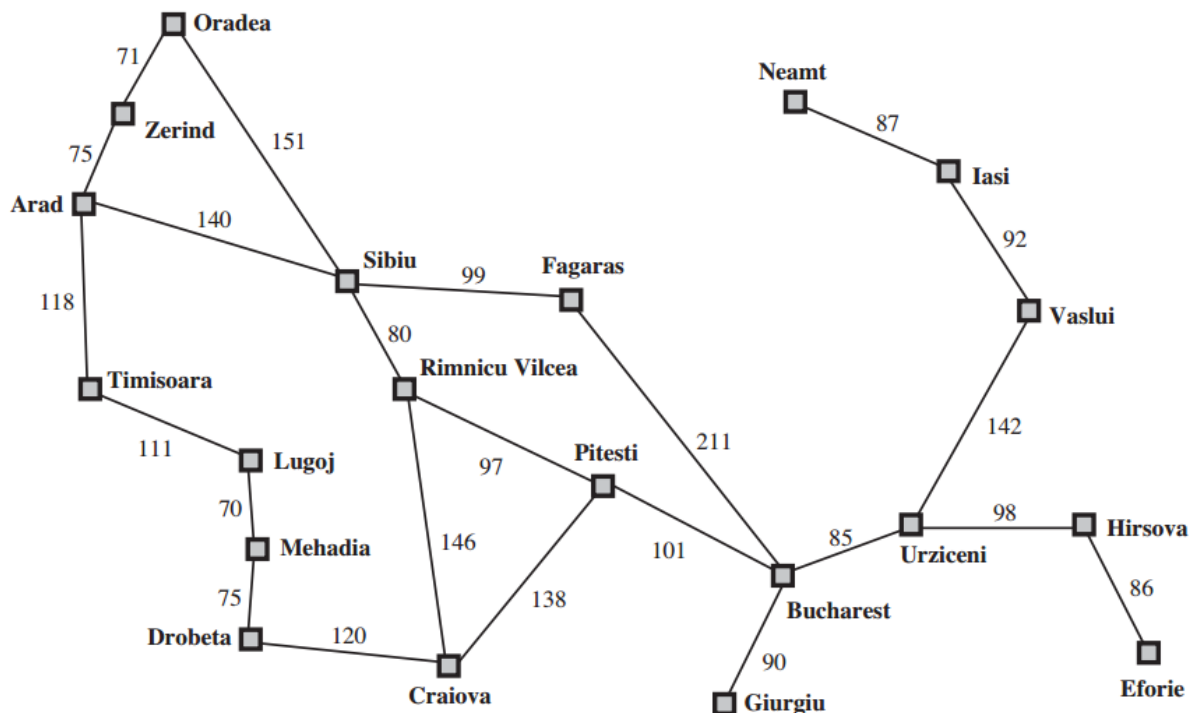 Oradea
71
Neamt
Zerind
87
151
75
Iasi
Arad
140
92
Sibiu
Fagaras
99
118
Vaslui
80
Rimnicu Vilcea
Timisoara
142
111
Pitesti
211
Lugoj
97
70
98
Hirsova
85
Urziceni
146
101
Mehadia
86
75
138
Bucharest
120
Drobeta
90
Craiova
Eforie
Giurgiu